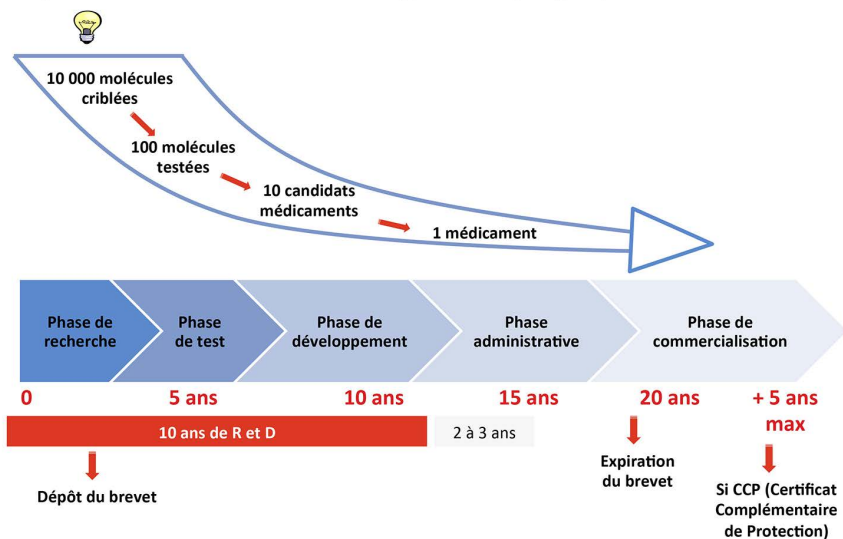 10 000 molécules
criblées
100 molécules
testées
10 candidats
médicaments
1 médicament
Phase de
recherche
Phase
de test
Phase de
développement
Phase
administrative
Phase de
commercialisation
0
5 ans
10 ans
15 ans
20 ans
+ 5 ans
max
10 ans de R et D
2 à 3 ans
Dépôt du brevet
Expiration
du brevet
Si CCP (Certificat
Complémentaire
de Protection)